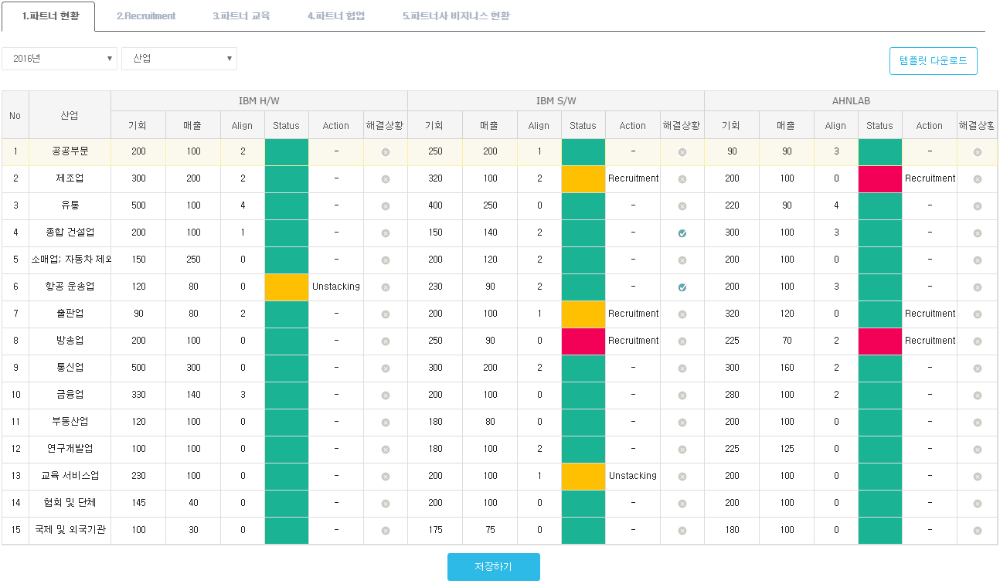 1.파트너 현황 2.Recruitment 3.파트너 교육 4.파트너 협업 5.파트너사 비지니스 현황
2016년 산업 템플릿 다운로드
No 산업 IBM H/W IBM S/W AHNLAB
기회 매출 Align Status Action 해결상황 기회 매출 Align Status Action 해결상황 기회 매출 Align Status Action 해결상황
1 공공부문 200 100 2 - 250 200 1 - 90 90 3 -
2 제조업 300 200 2 - 320 100 2 Recruitment 200 100 0 Recruitment
3 유통 500 100 4 - 400 250 0 - 220 90 4 -
4 종합 건설업 200 100 1 - 150 140 2 - 300 100 3 -
5 소매업; 자동차 제외 150 250 0 - 200 120 2 - 200 100 0 -
6 항공 운송업 120 80 0 Unstacking 230 90 2 - 200 100 3 -
7 출판업 90 80 2 - 200 100 1 Recruitment 320 120 0 Recruitment
8 방송업 200 100 0 - 250 90 0 Recruitment 225 70 2 Recruitment
9 통신업 500 300 0 - 300 200 2 - 300 160 2 -
10 금융업 330 140 3 - 200 100 0 - 280 100 2 -
11 부동산업 120 100 0 - 180 80 0 - 200 100 0 -
12 연구개발업 100 100 0 - 180 100 2 - 225 125 0 -
13 교육 서비스업 230 100 0 - 200 100 1 Unstacking 200 100 0 -
14 협회 및 단체 145 40 0 - 200 100 0 - 200 100 0 -
15 국제 및 외국기관 100 30 0 - 175 75 0 - 180 100 0 -
저장하기